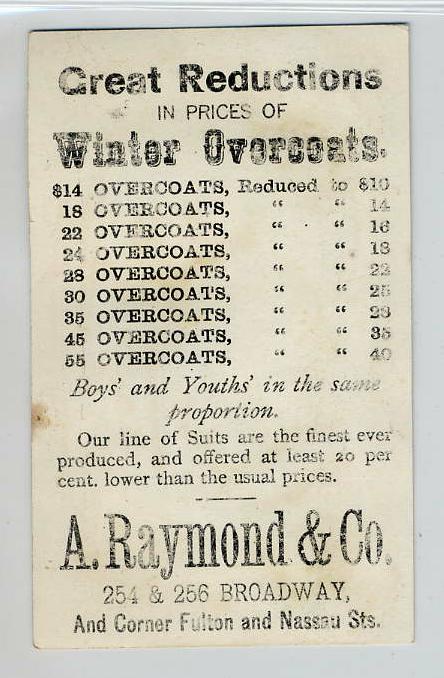 Great Reductions
IN PRICES OF
Winter Overcoats.
$14 OVERCOATS, Reduced to $10
18 OVERCOATS, “ “ 14
22 OVERCOATS, “ “ 16
24 OVERCOATS, “ “ 18
28 OVERCOATS, “ “ 22
30 OVERCOATS, “ “ 25
35 OVERCOATS, “ “ 28
45 OVERCOATS, “ “ 35
55 OVERCOATS, “ “ 40
Boys' and Youths' in the same
proportion.
Our line of Suits are the finest ever
produced, and offered at least 20 per
cent. lower than the usual prices.
A. Raymond & Co.
254 & 256 BROADWAY,
And Corner Fulton and Nassau Sts.